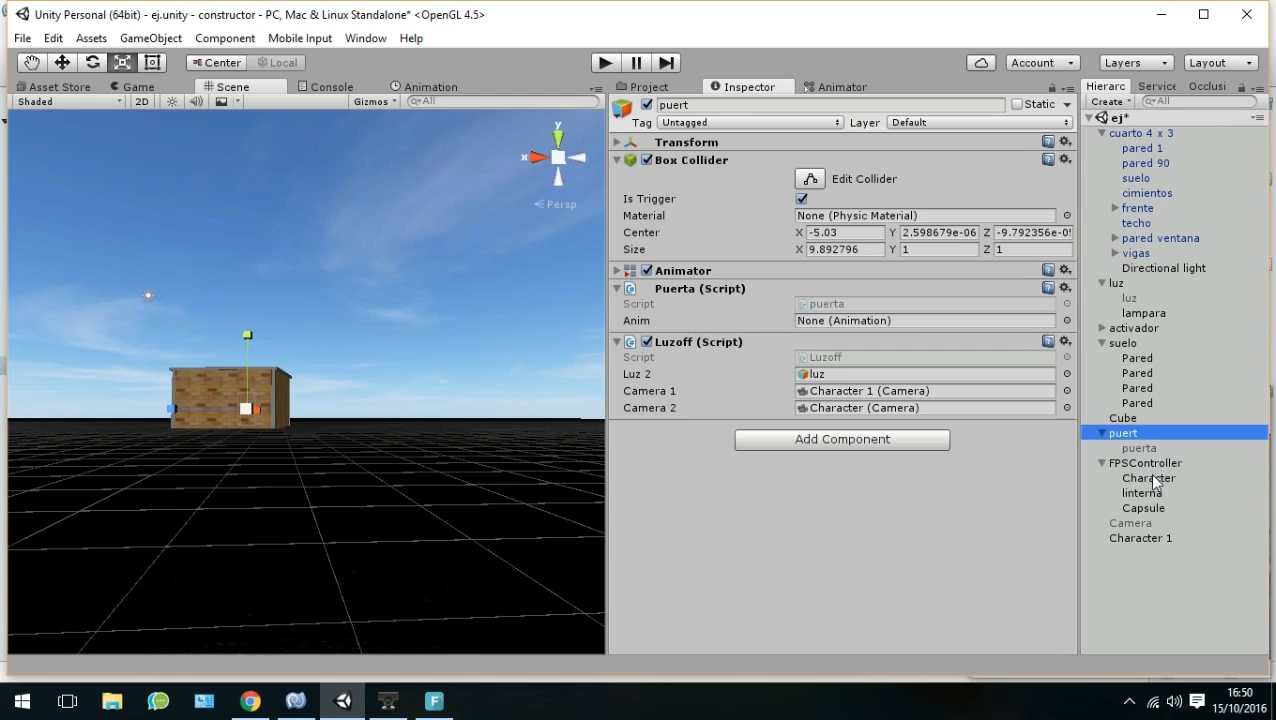 Unity Personal (64bit) - ej.unity - constructor - PC, Mac & Linux Standalone* <OpenGL 4.5>
File Edit Assets GameObject Component Mobile Input Window Help
Center Local Account Layers Layout
Asset Store Game Scene Console Animation Project Inspector Animator Hierarc Service Occlusi
Shaded 2D Gizmos All
puert Static
Create All
Tag Untagged Layer Default
ej*
Transform
cuarto 4 x 3
Box Collider
pared 1
pared 90
Edit Collider
suelo
Is Trigger
cimientos
Material None (Physic Material)
frente
Center X -5.03 Y 2.598679e-06 Z -9.792356e-0
techo
Size X 9.892796 Y 1 Z 1
pared ventana
vigas
Animator
Directional light
Puerta (Script)
luz
Script puerta
luz
Anim None (Animation)
lampara
Luzoff (Script)
activador
Script Luzoff
suelo
Luz 2 luz
Pared
Camera 1 Character 1 (Camera)
Pared
Camera 2 Character (Camera)
Pared
Pared
Add Component
Cube
puert
puerta
FPSController
Character
linterna
Capsule
Camera
Character 1
y
x
Persp
16:50
15/10/2016